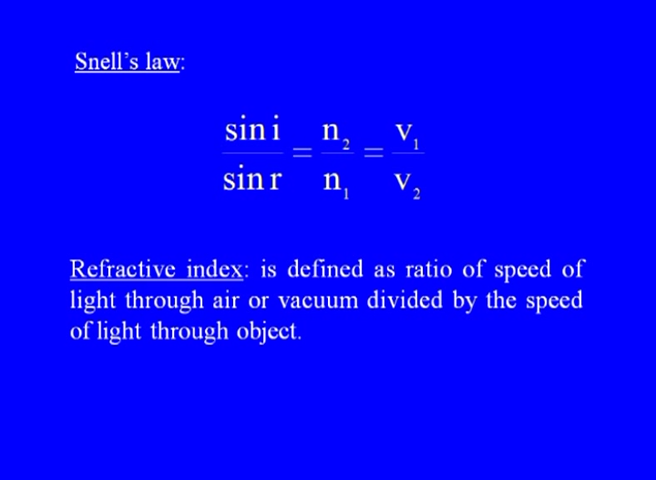 Snell's law:
sin i / sin r = n₂ / n₁ = v₁ / v₂
Refractive index: is defined as ratio of speed of
light through air or vacuum divided by the speed
of light through object.